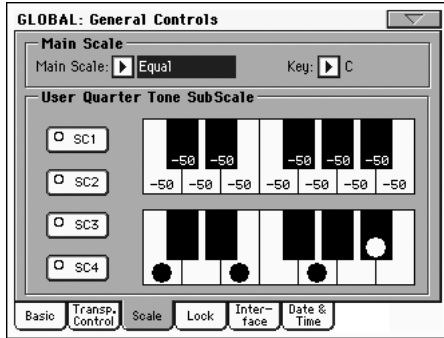 GLOBAL: General Controls
Main Scale
Main Scale: Equal Key: C
User Quarter Tone SubScale
SC1
SC2
SC3
SC4
-50 -50 -50 -50 -50
-50 -50 -50 -50 -50 -50 -50
Basic Transp. Control Scale Lock Inter-face Date & Time